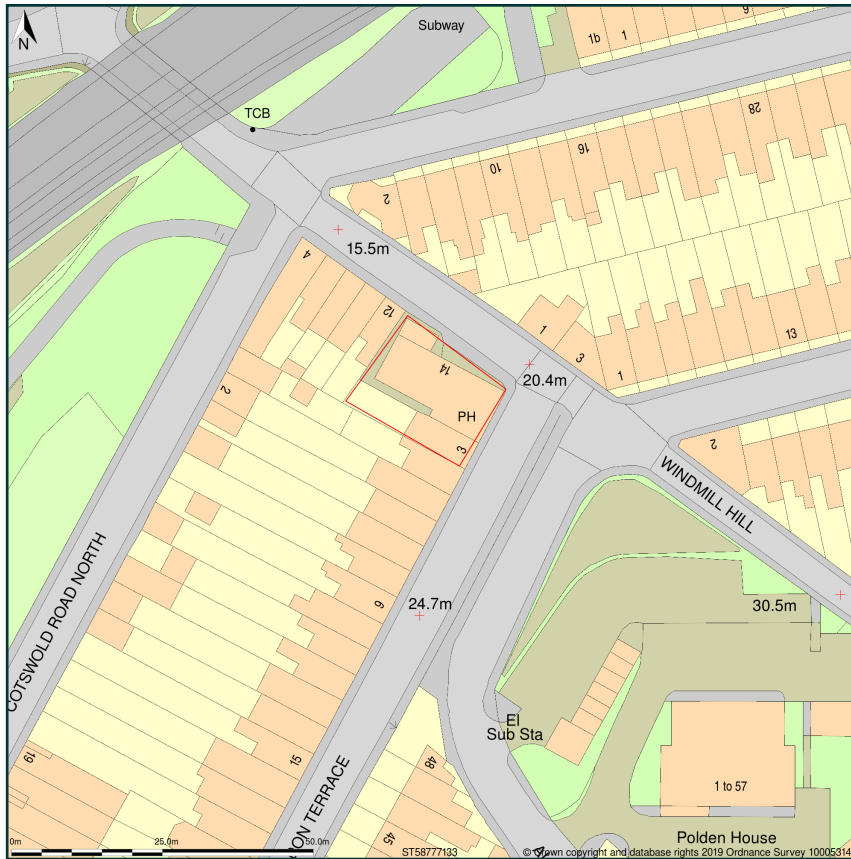 N
Subway
TCB
1b
1
9
28
16
10
2
15.5m
4
12
14
1
3
1
13
20.4m
2
PH
3
2
WINDMILL HILL
COTSWOLD ROAD NORTH
6
24.7m
30.5m
El
Sub Sta
1 to 57
19
15
48
45
ON TERRACE
Polden House
0m
25.0m
50.0m
ST58777133
© Crown copyright and database rights 2019 Ordnance Survey 10005314